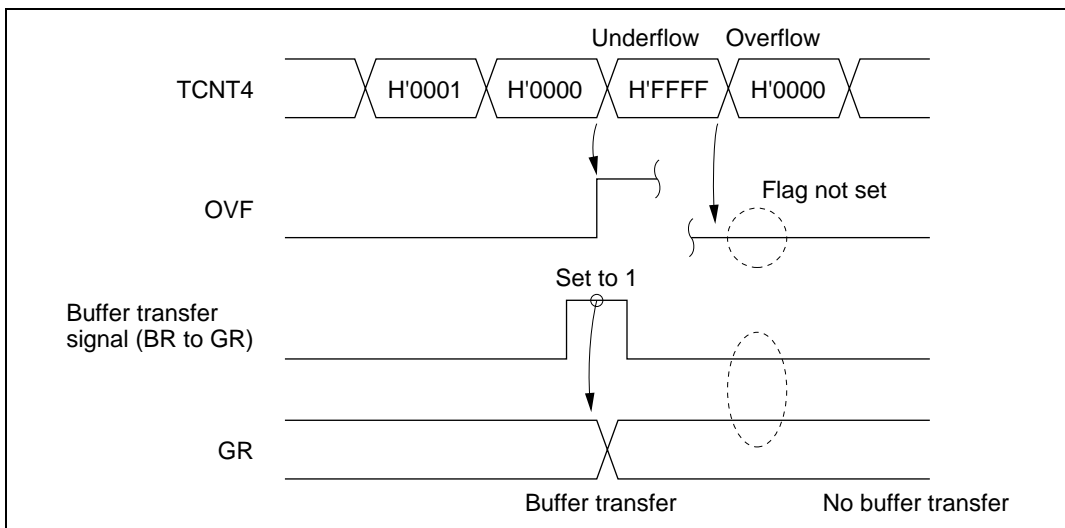 Underflow Overflow
TCNT4 H'0001 H'0000 H'FFFF H'0000
OVF Flag not set
Set to 1
Buffer transfer
signal (BR to GR)
GR
Buffer transfer No buffer transfer